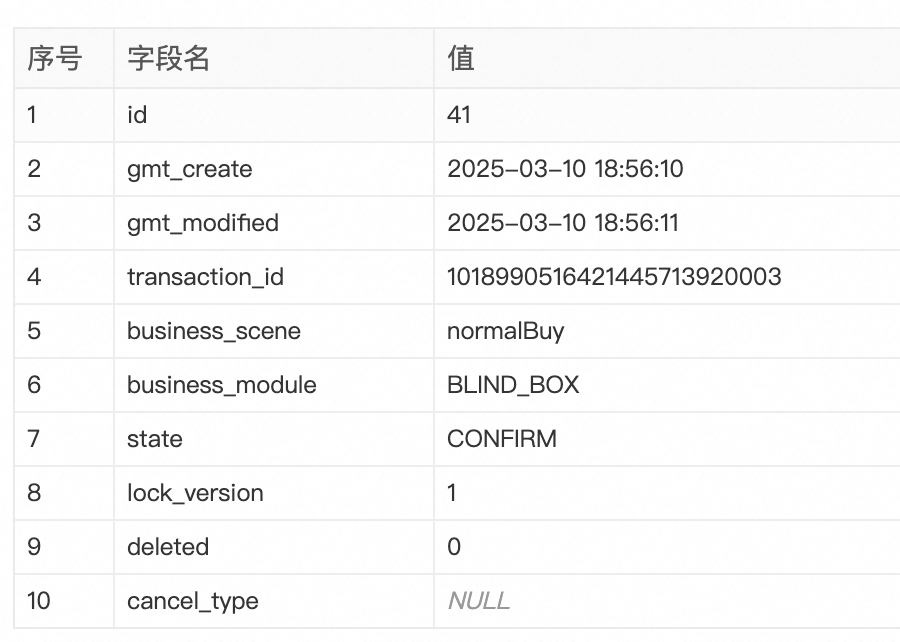 序号 字段名 值
1 id 41
2 gmt_create 2025-03-10 18:56:10
3 gmt_modified 2025-03-10 18:56:11
4 transaction_id 1018990516421445713920003
5 business_scene normalBuy
6 business_module BLIND_BOX
7 state CONFIRM
8 lock_version 1
9 deleted 0
10 cancel_type NULL